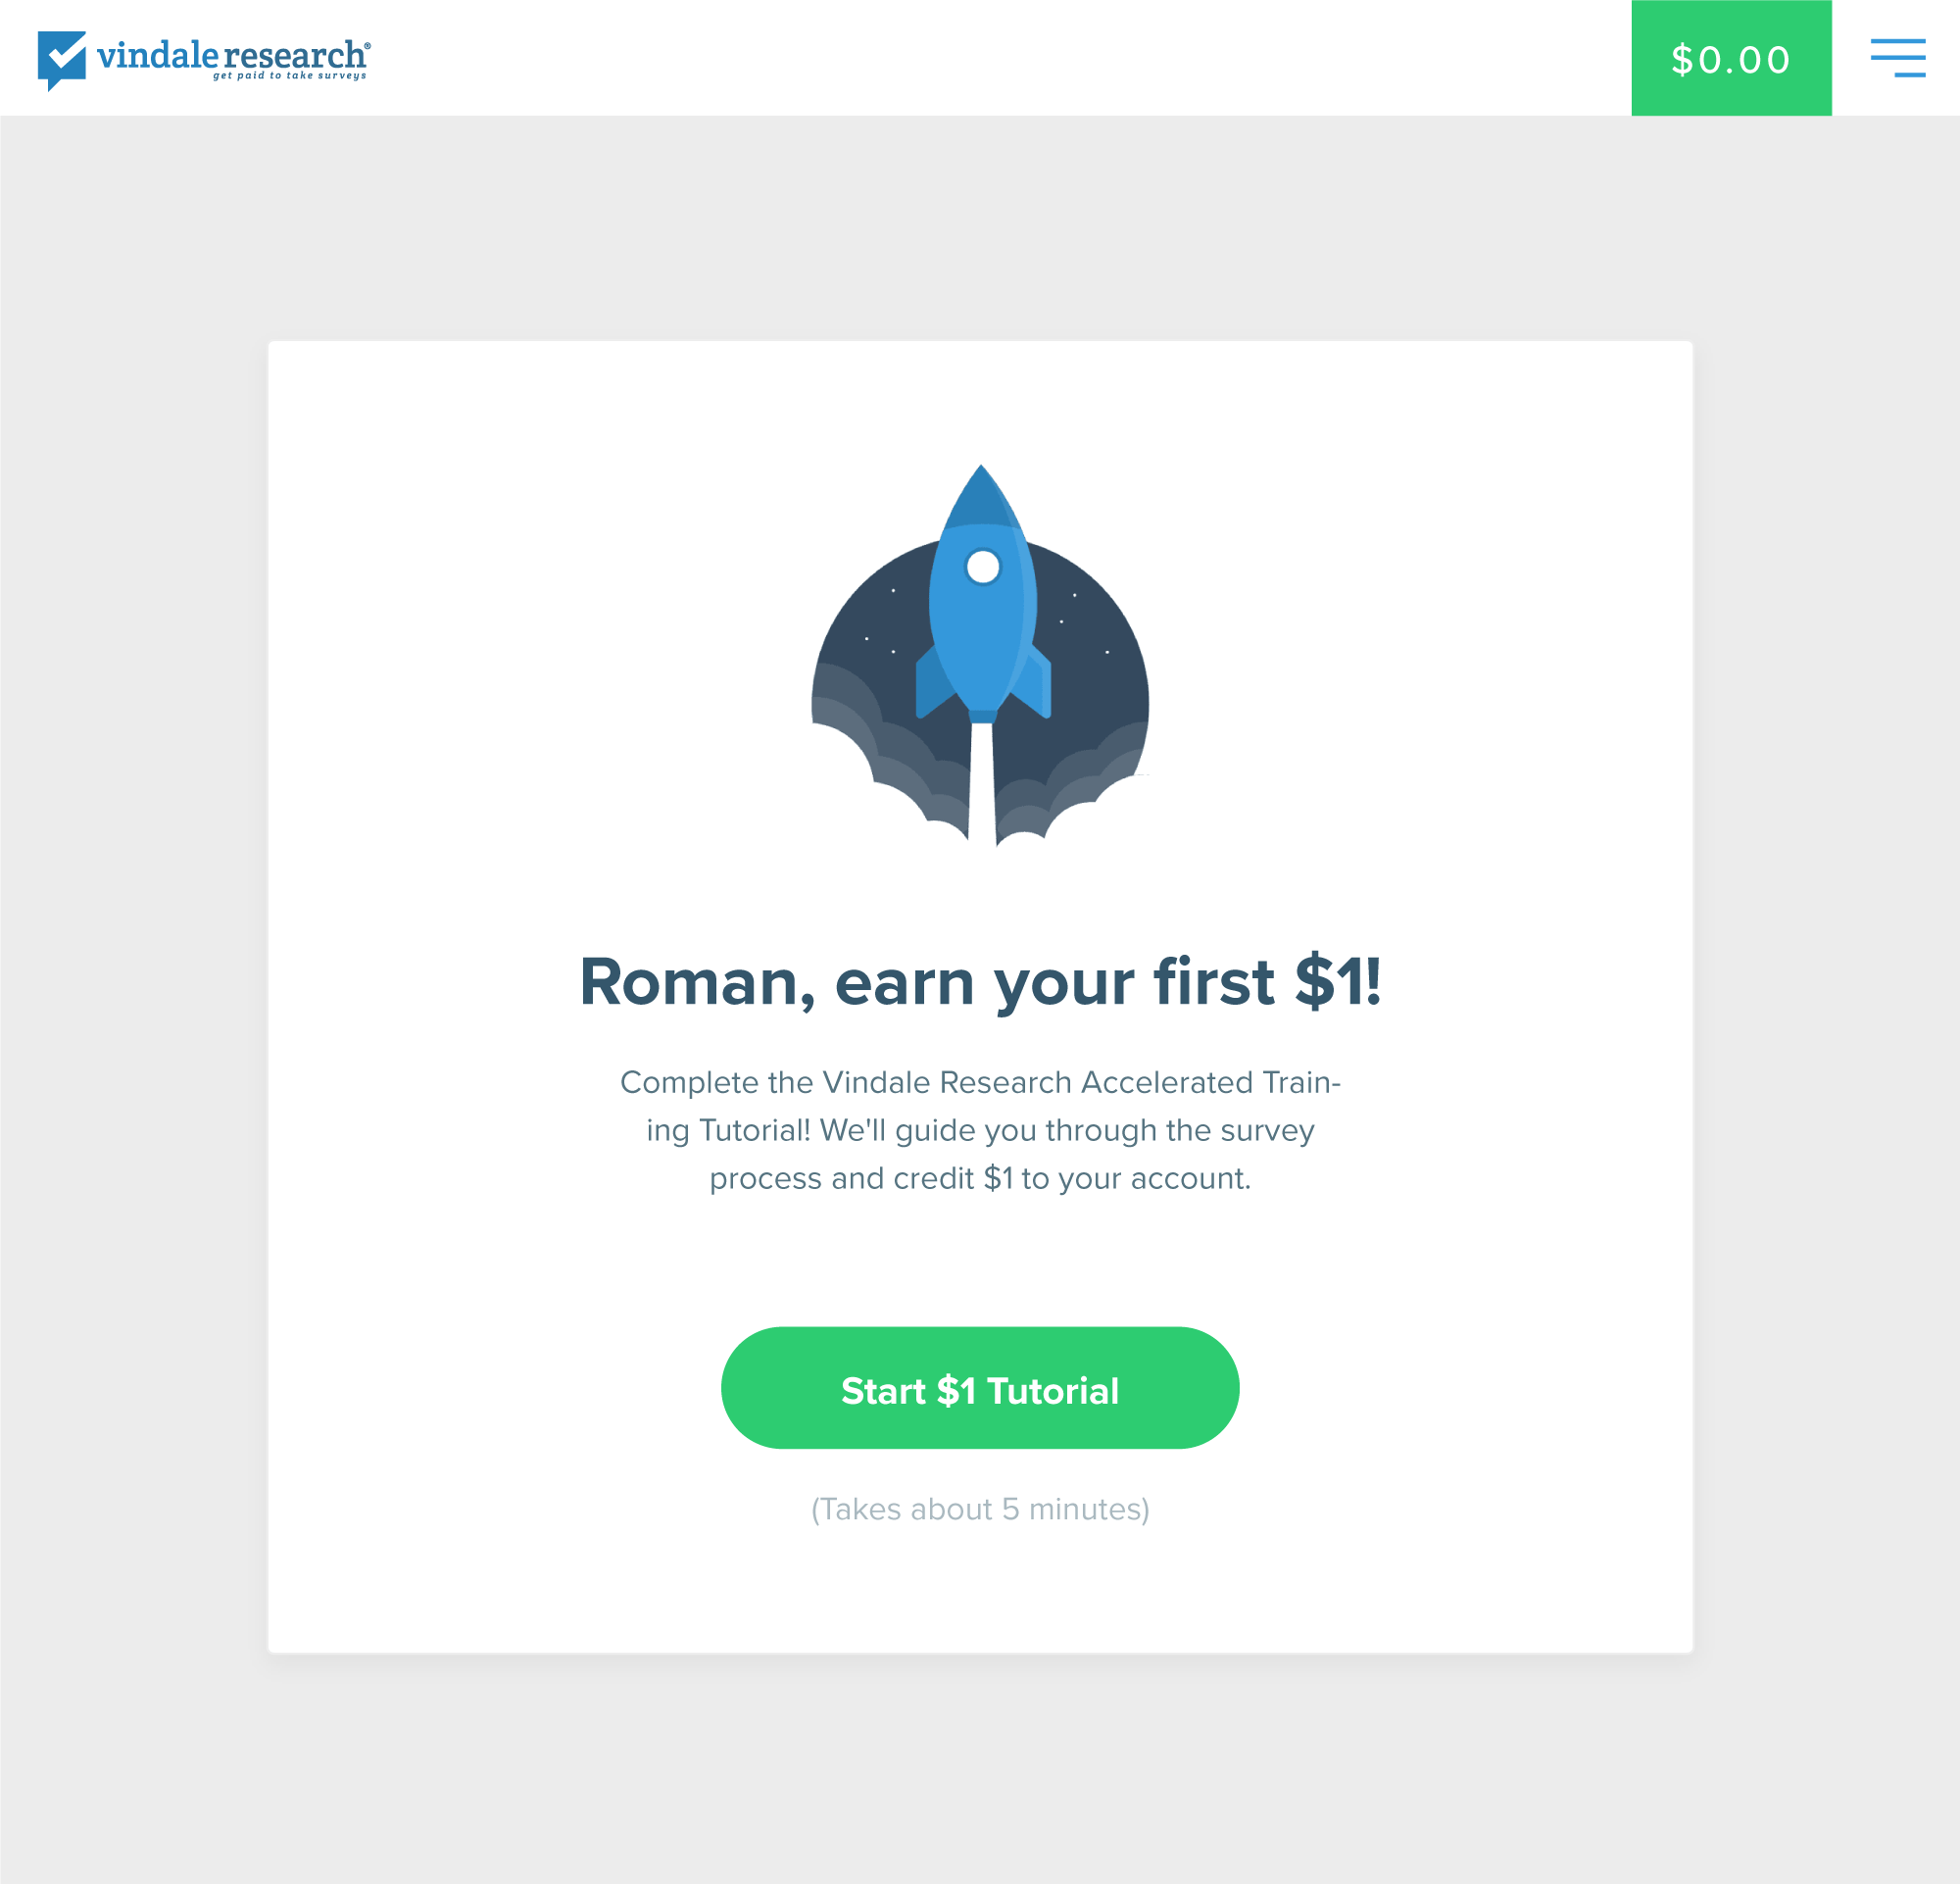 vindale research®
get paid to take surveys
$0.00
Roman, earn your first $1!
Complete the Vindale Research Accelerated Train-
ing Tutorial! We'll guide you through the survey
process and credit $1 to your account.
Start $1 Tutorial
(Takes about 5 minutes)